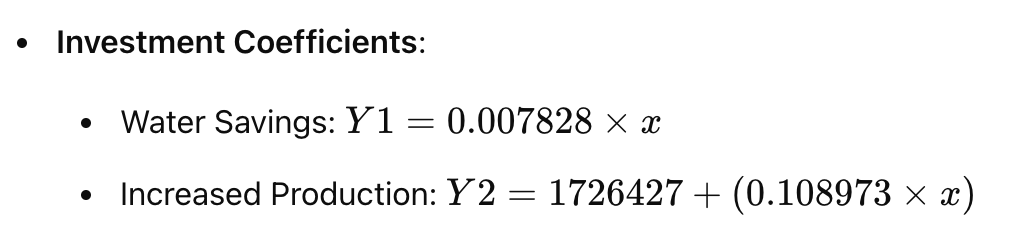 • Investment Coefficients:
• Water Savings: Y1 = 0.007828 × x
• Increased Production: Y2 = 1726427 + (0.108973 × x)